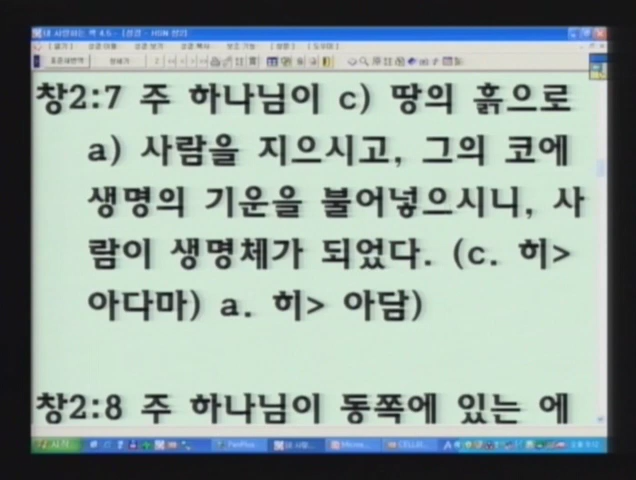 창2:7 주 하나님이 c) 땅의 흙으로
a) 사람을 지으시고, 그의 코에
생명의 기운을 불어넣으시니, 사
람이 생명체가 되었다. (c. 히>
아다마) a. 히> 아담)
창2:8 주 하나님이 동쪽에 있는 에